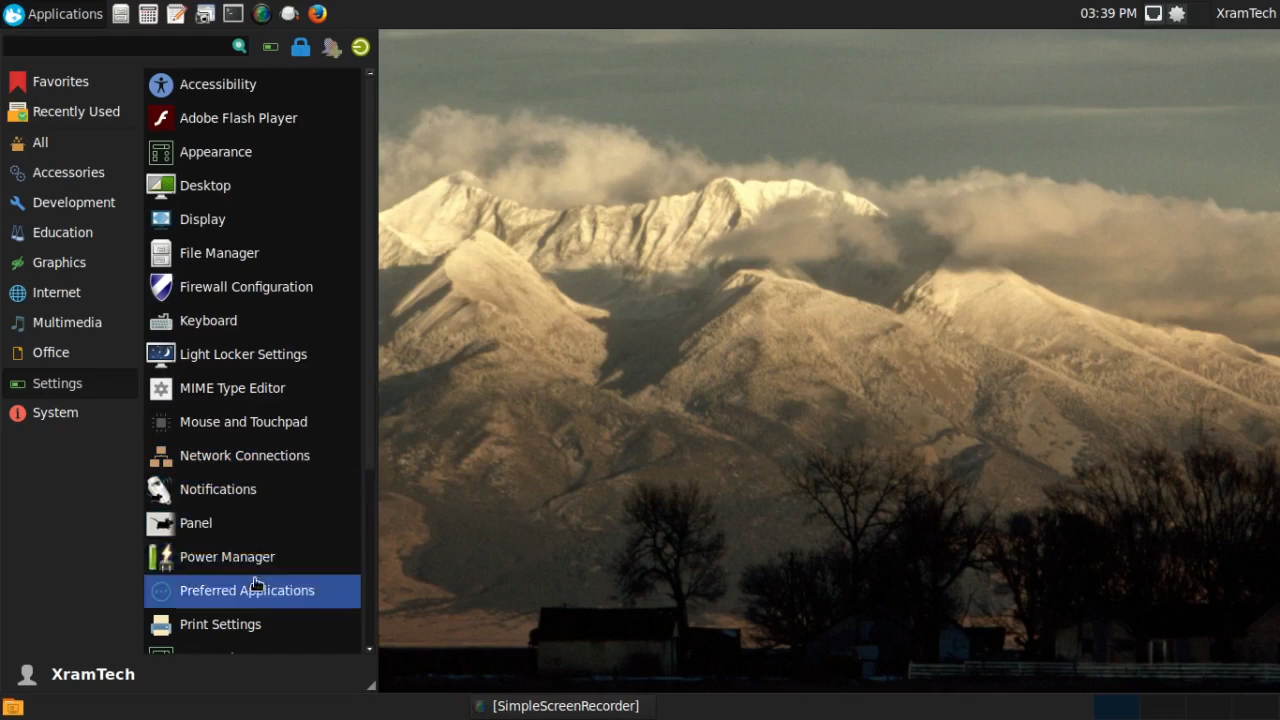 Applications
03:39 PM
XramTech
Favorites
Recently Used
All
Accessories
Development
Education
Graphics
Internet
Multimedia
Office
Settings
System
Accessibility
Adobe Flash Player
Appearance
Desktop
Display
File Manager
Firewall Configuration
Keyboard
Light Locker Settings
MIME Type Editor
Mouse and Touchpad
Network Connections
Notifications
Panel
Power Manager
Preferred Applications
Print Settings
XramTech
[SimpleScreenRecorder]